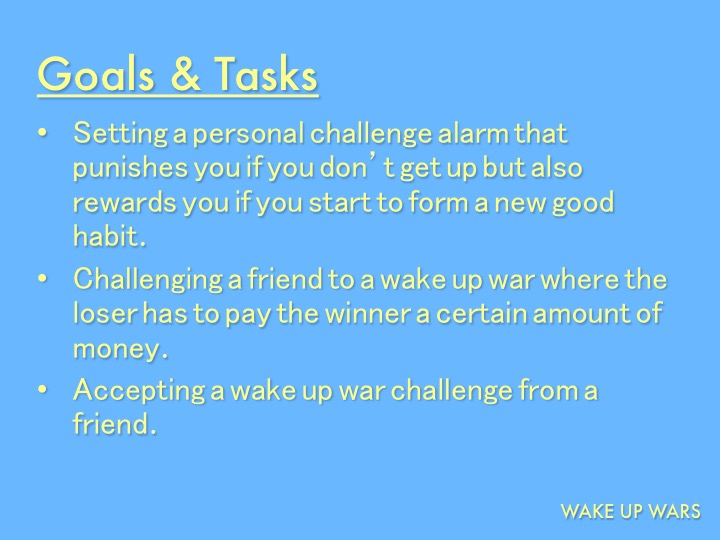 Goals & Tasks
• Setting a personal challenge alarm that
punishes you if you don’t get up but also
rewards you if you start to form a new good
habit.
• Challenging a friend to a wake up war where the
loser has to pay the winner a certain amount of
money.
• Accepting a wake up war challenge from a
friend.
WAKE UP WARS